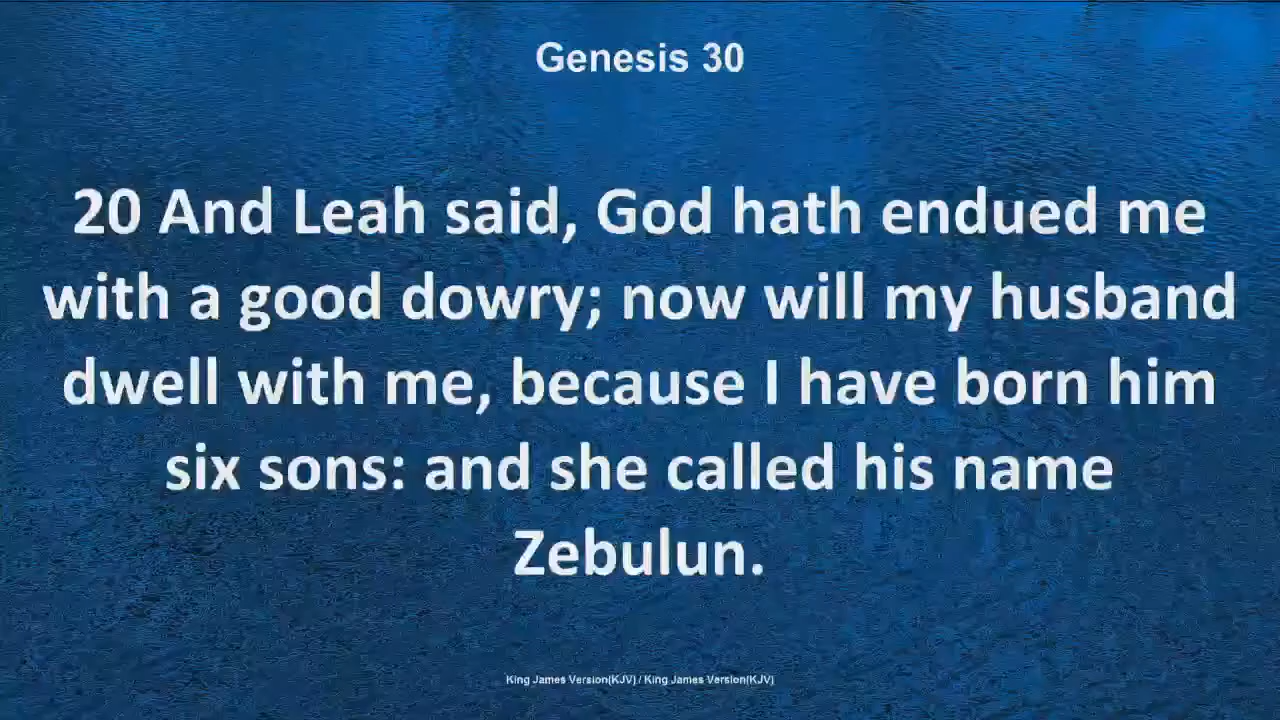 Genesis 30
20 And Leah said, God hath endued me
with a good dowry; now will my husband
dwell with me, because I have born him
six sons: and she called his name
Zebulun.
King James Version(KJV) / King James Version(KJV)